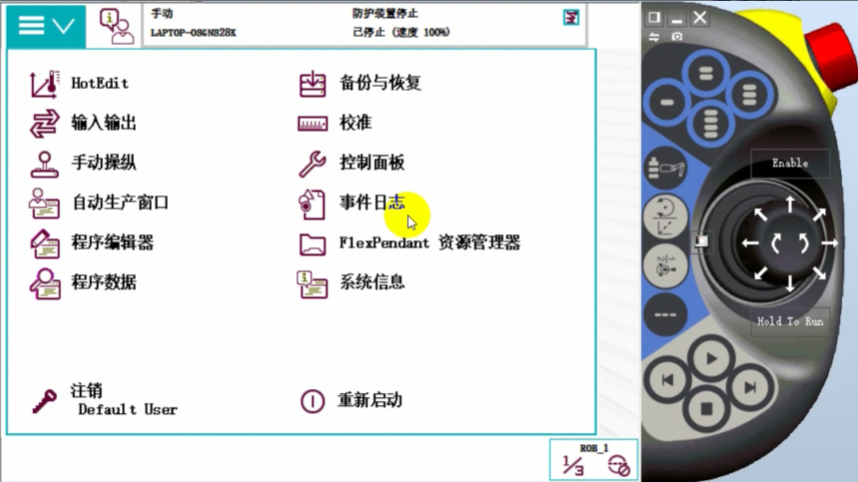 手动
防护装置停止
LAPTOP-OSGNS28K
已停止 (速度 100%)
HotEdit
备份与恢复
输入输出
校准
手动操纵
控制面板
自动生产窗口
事件日志
程序编辑器
FlexPendant 资源管理器
程序数据
系统信息
注销
Default User
重新启动
ROB_1
1/3
Enable
Hold To Run